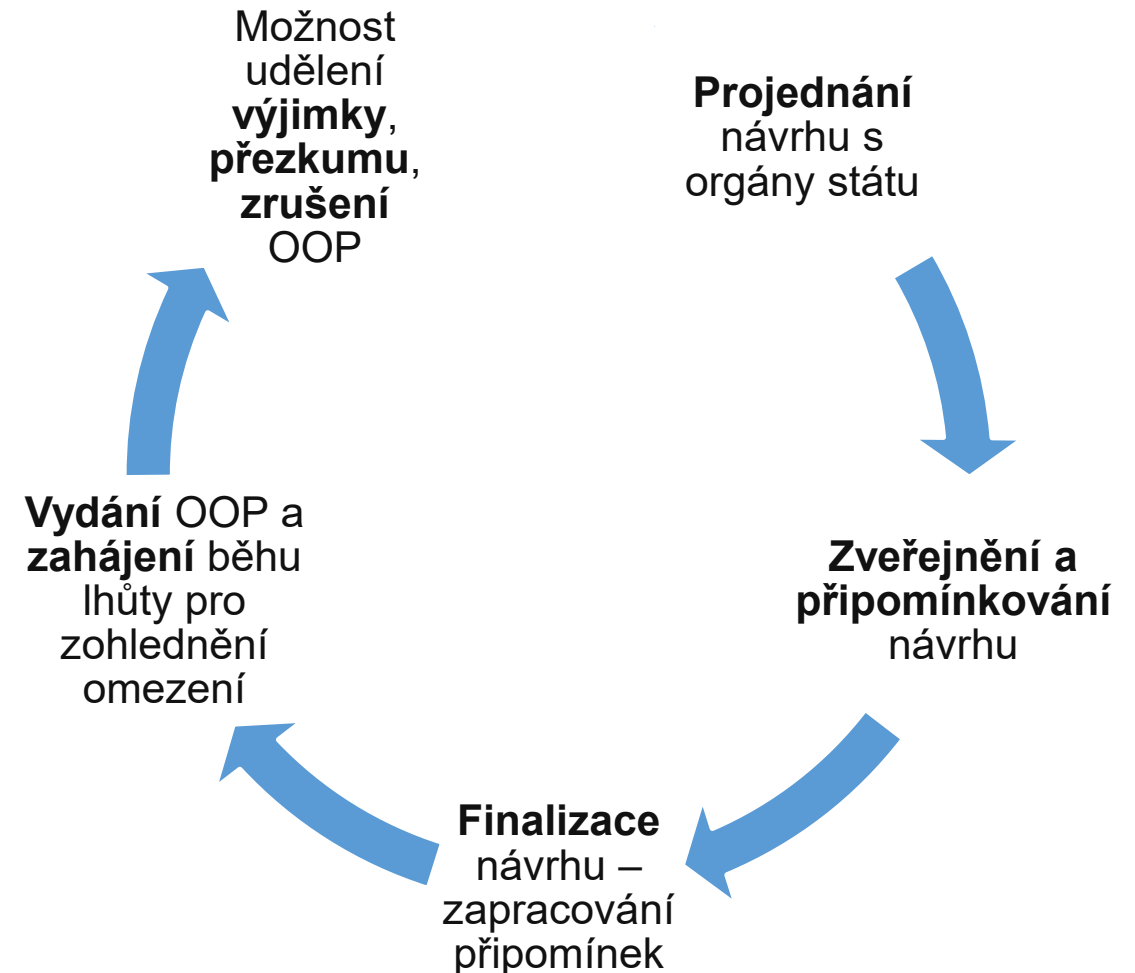 Projednání
návrhu s
orgány státu
Zveřejnění a
připomínkování
návrhu
Finalizace
návrhu –
zapracování
připomínek
Vydání OOP a
zahájení běhu
lhůty pro
zohlednění
omezení
Možnost
udělení
výjimky,
přezkumu,
zrušení
OOP